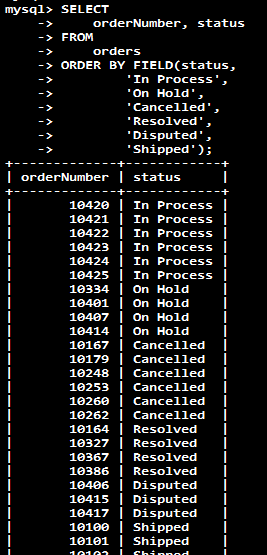 mysql> SELECT
    ->     orderNumber, status
    -> FROM
    ->     orders
    -> ORDER BY FIELD(status,
    ->         'In Process',
    ->         'On Hold',
    ->         'Cancelled',
    ->         'Resolved',
    ->         'Disputed',
    ->         'Shipped');
+-------------+------------+
| orderNumber | status     |
+-------------+------------+
|       10420 | In Process |
|       10421 | In Process |
|       10422 | In Process |
|       10423 | In Process |
|       10424 | In Process |
|       10425 | In Process |
|       10334 | On Hold    |
|       10401 | On Hold    |
|       10407 | On Hold    |
|       10414 | On Hold    |
|       10167 | Cancelled  |
|       10179 | Cancelled  |
|       10248 | Cancelled  |
|       10253 | Cancelled  |
|       10260 | Cancelled  |
|       10262 | Cancelled  |
|       10164 | Resolved   |
|       10327 | Resolved   |
|       10367 | Resolved   |
|       10386 | Resolved   |
|       10406 | Disputed   |
|       10415 | Disputed   |
|       10417 | Disputed   |
|       10100 | Shipped    |
|       10101 | Shipped    |
|       10102 | Shipped    |